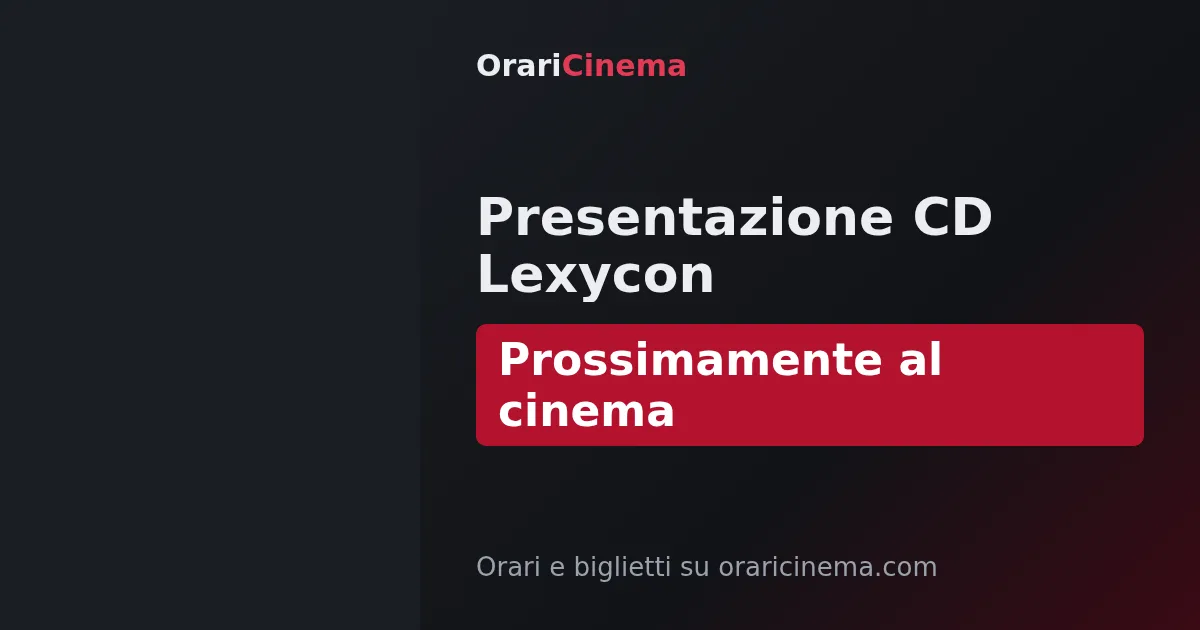 OrariCinema
Presentazione CD
Lexycon
Prossimamente al
cinema
Orari e biglietti su oraricinema.com